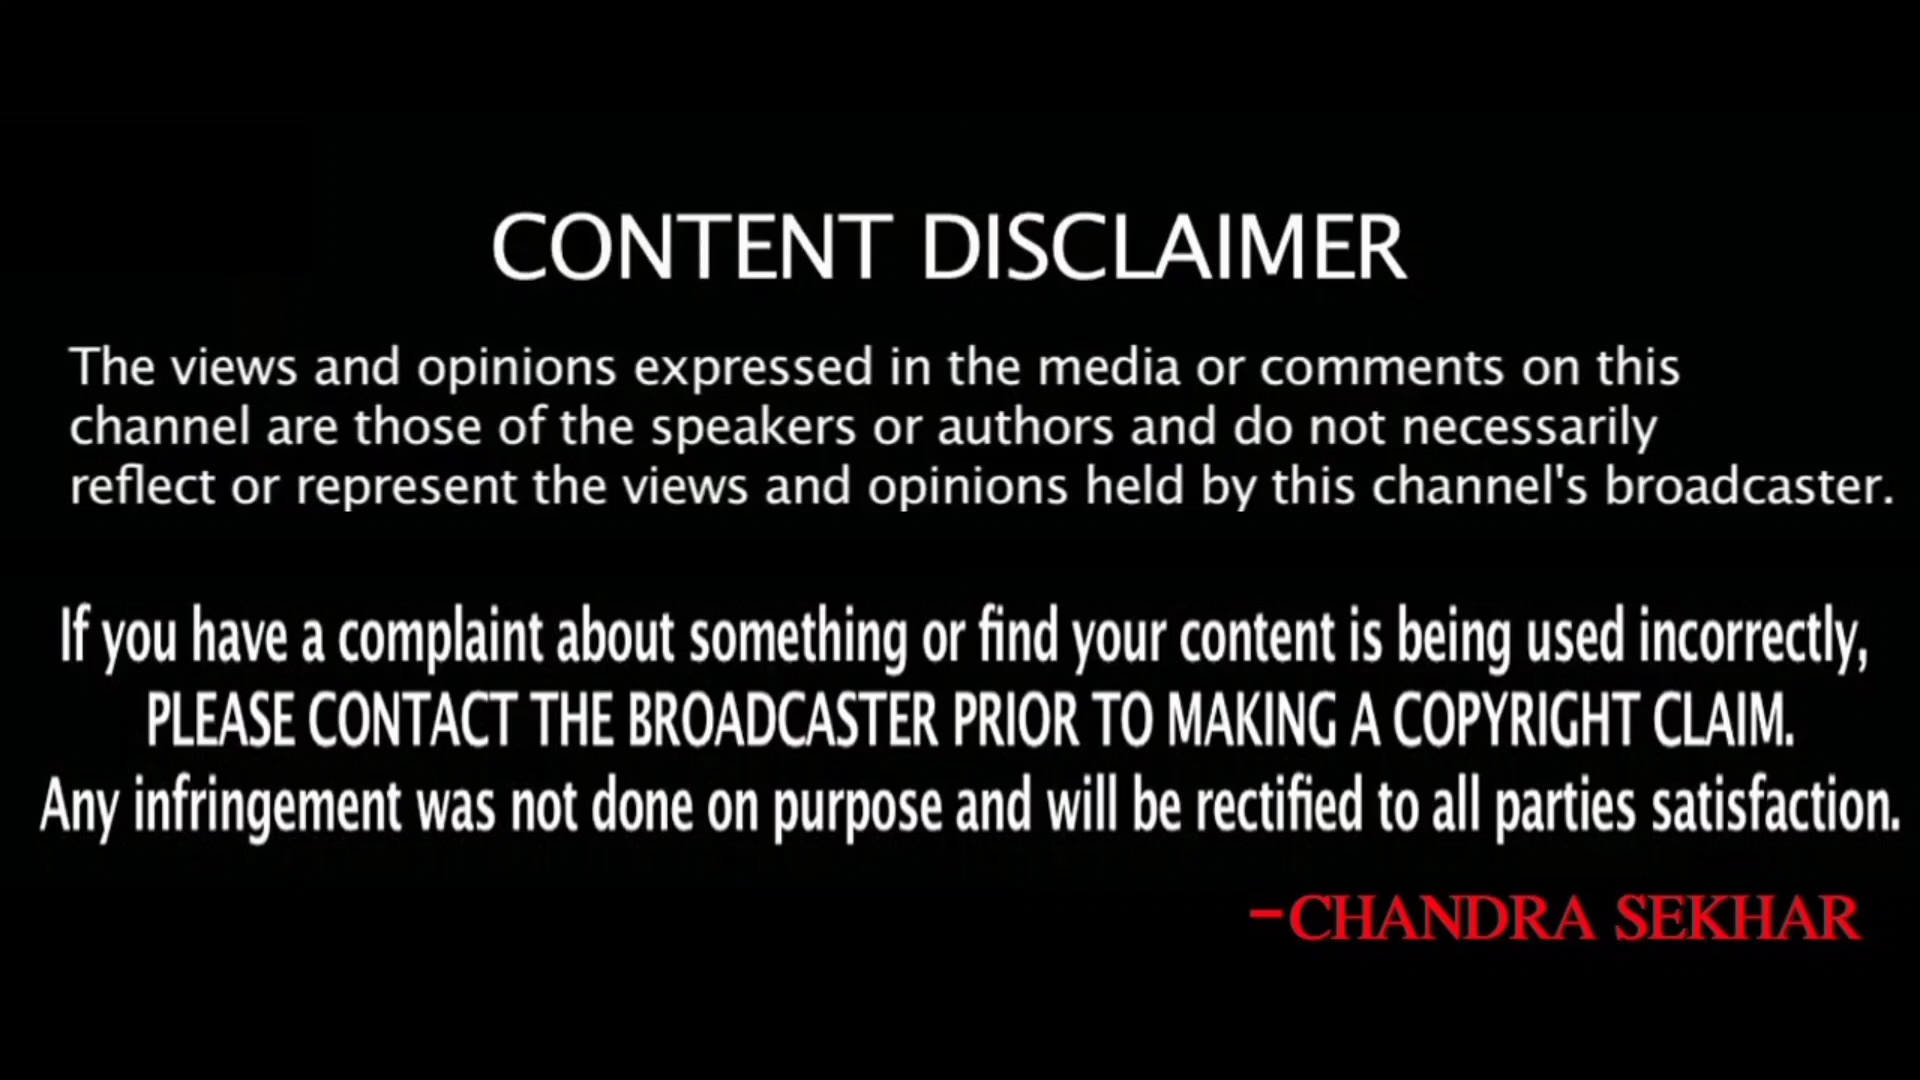 CONTENT DISCLAIMER
The views and opinions expressed in the media or comments on this
channel are those of the speakers or authors and do not necessarily
reflect or represent the views and opinions held by this channel's broadcaster.
If you have a complaint about something or find your content is being used incorrectly,
PLEASE CONTACT THE BROADCASTER PRIOR TO MAKING A COPYRIGHT CLAIM.
Any infringement was not done on purpose and will be rectified to all parties satisfaction.
-CHANDRA SEKHAR